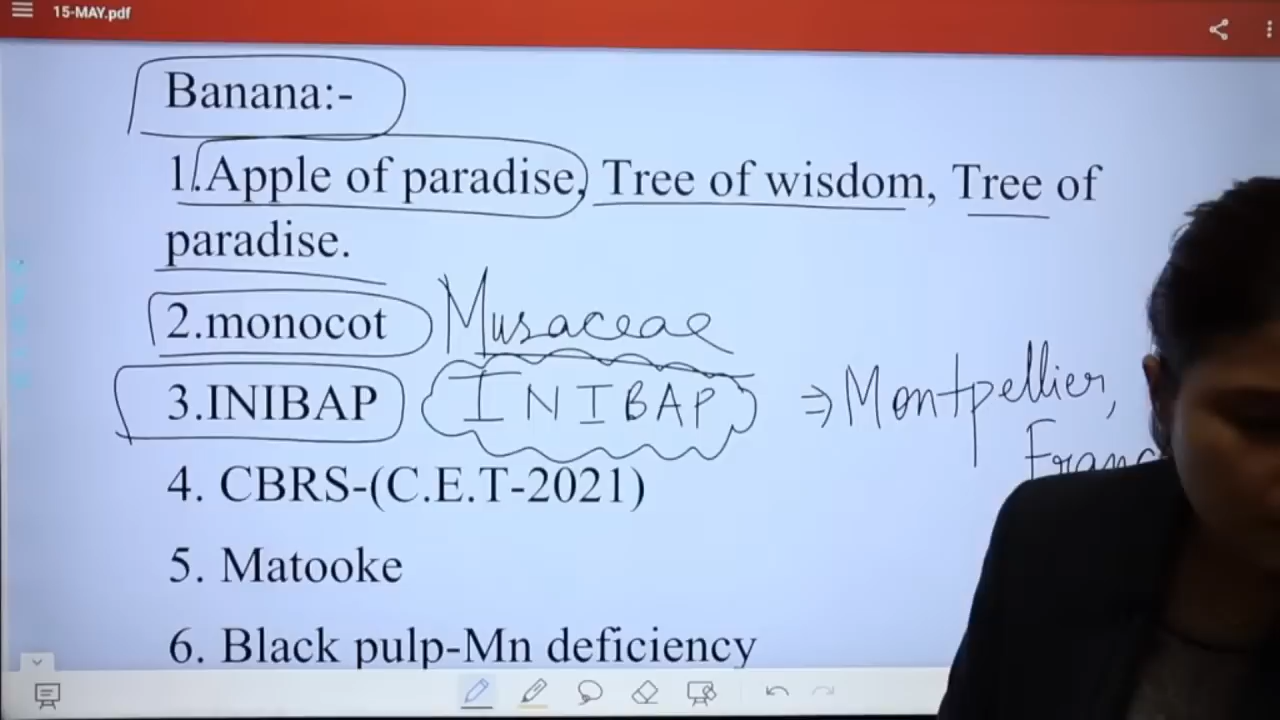 15-MAY.pdf
Banana:-
1.Apple of paradise, Tree of wisdom, Tree of
paradise.
2.monocot Musaceae
3.INIBAP INIBAP ⇒ Montpellier,
4. CBRS-(C.E.T-2021)
5. Matooke
6. Black pulp-Mn deficiency